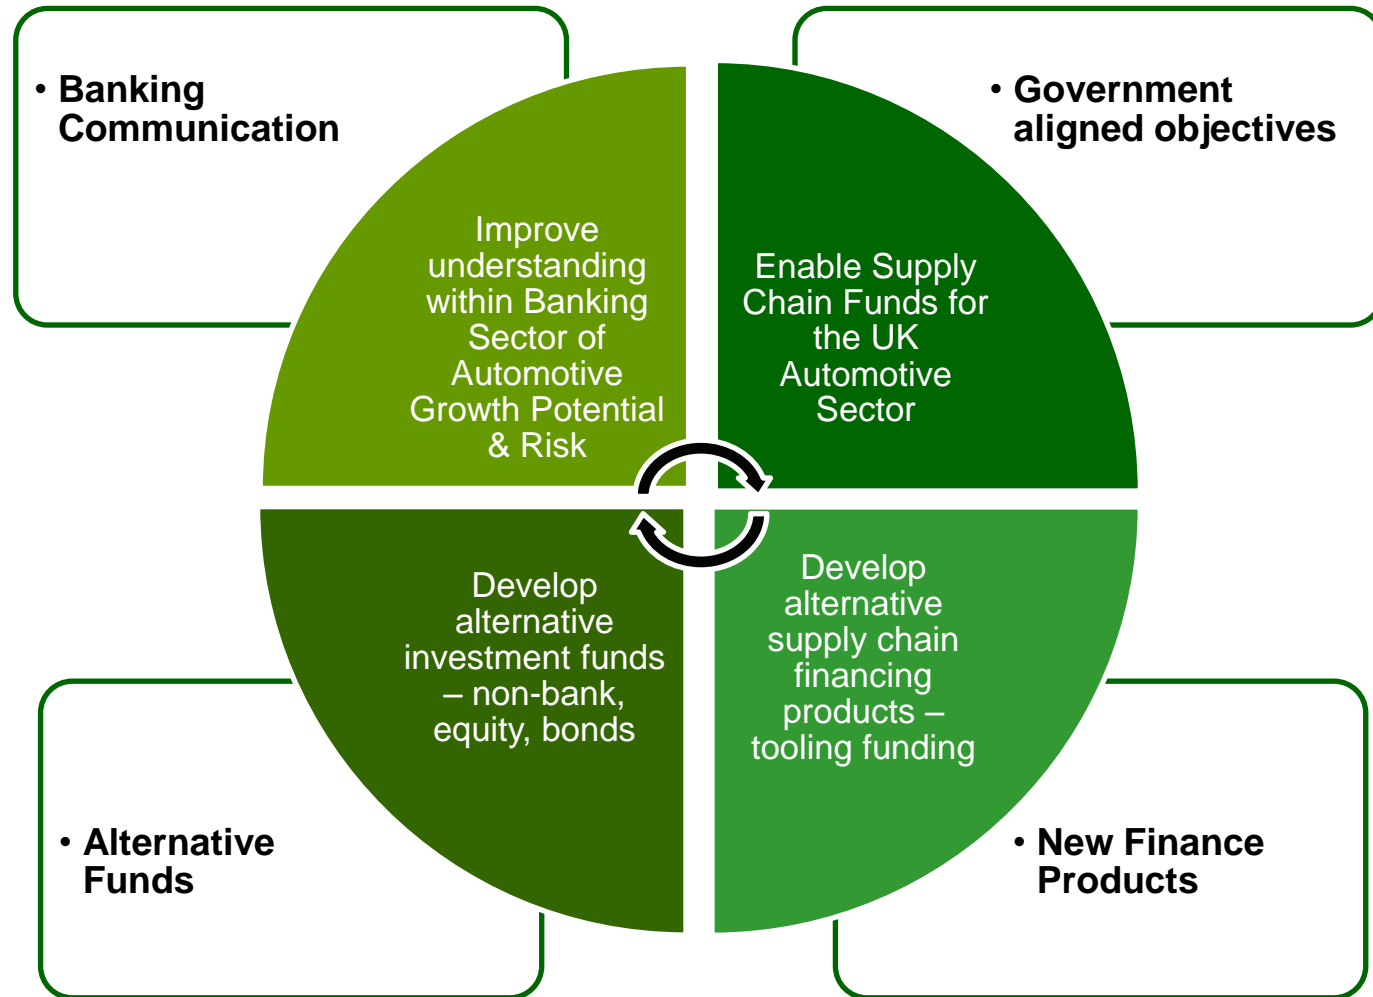 • Banking
Communication
• Government
aligned objectives
Improve
understanding
within Banking
Sector of
Automotive
Growth Potential
& Risk
Enable Supply
Chain Funds for
the UK
Automotive
Sector
Develop
alternative
investment funds
– non-bank,
equity, bonds
Develop
alternative
supply chain
financing
products –
tooling funding
• Alternative
Funds
• New Finance
Products